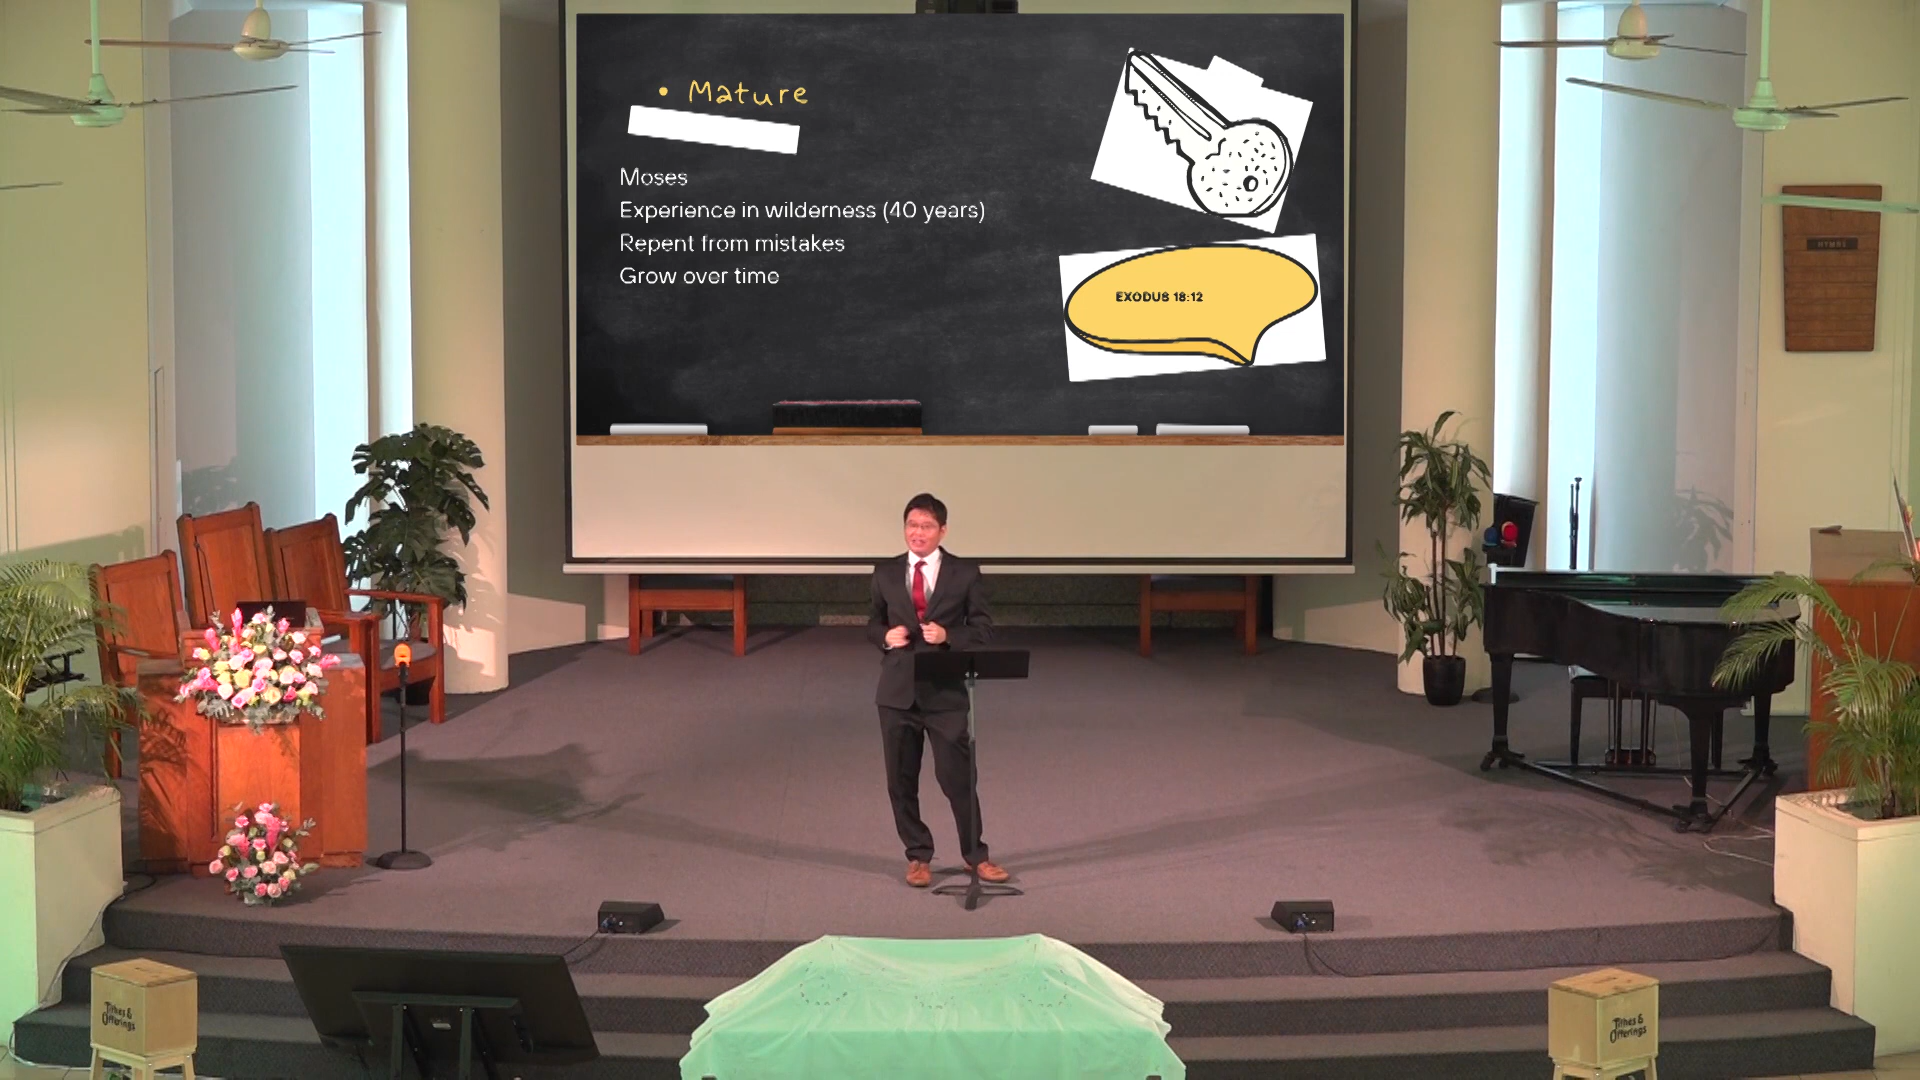 • Mature
Moses
Experience in wilderness (40 years)
Repent from mistakes
Grow over time
EXODUS 18:12
HYMNS
Tithes &
Offerings
Tithes &
Offerings